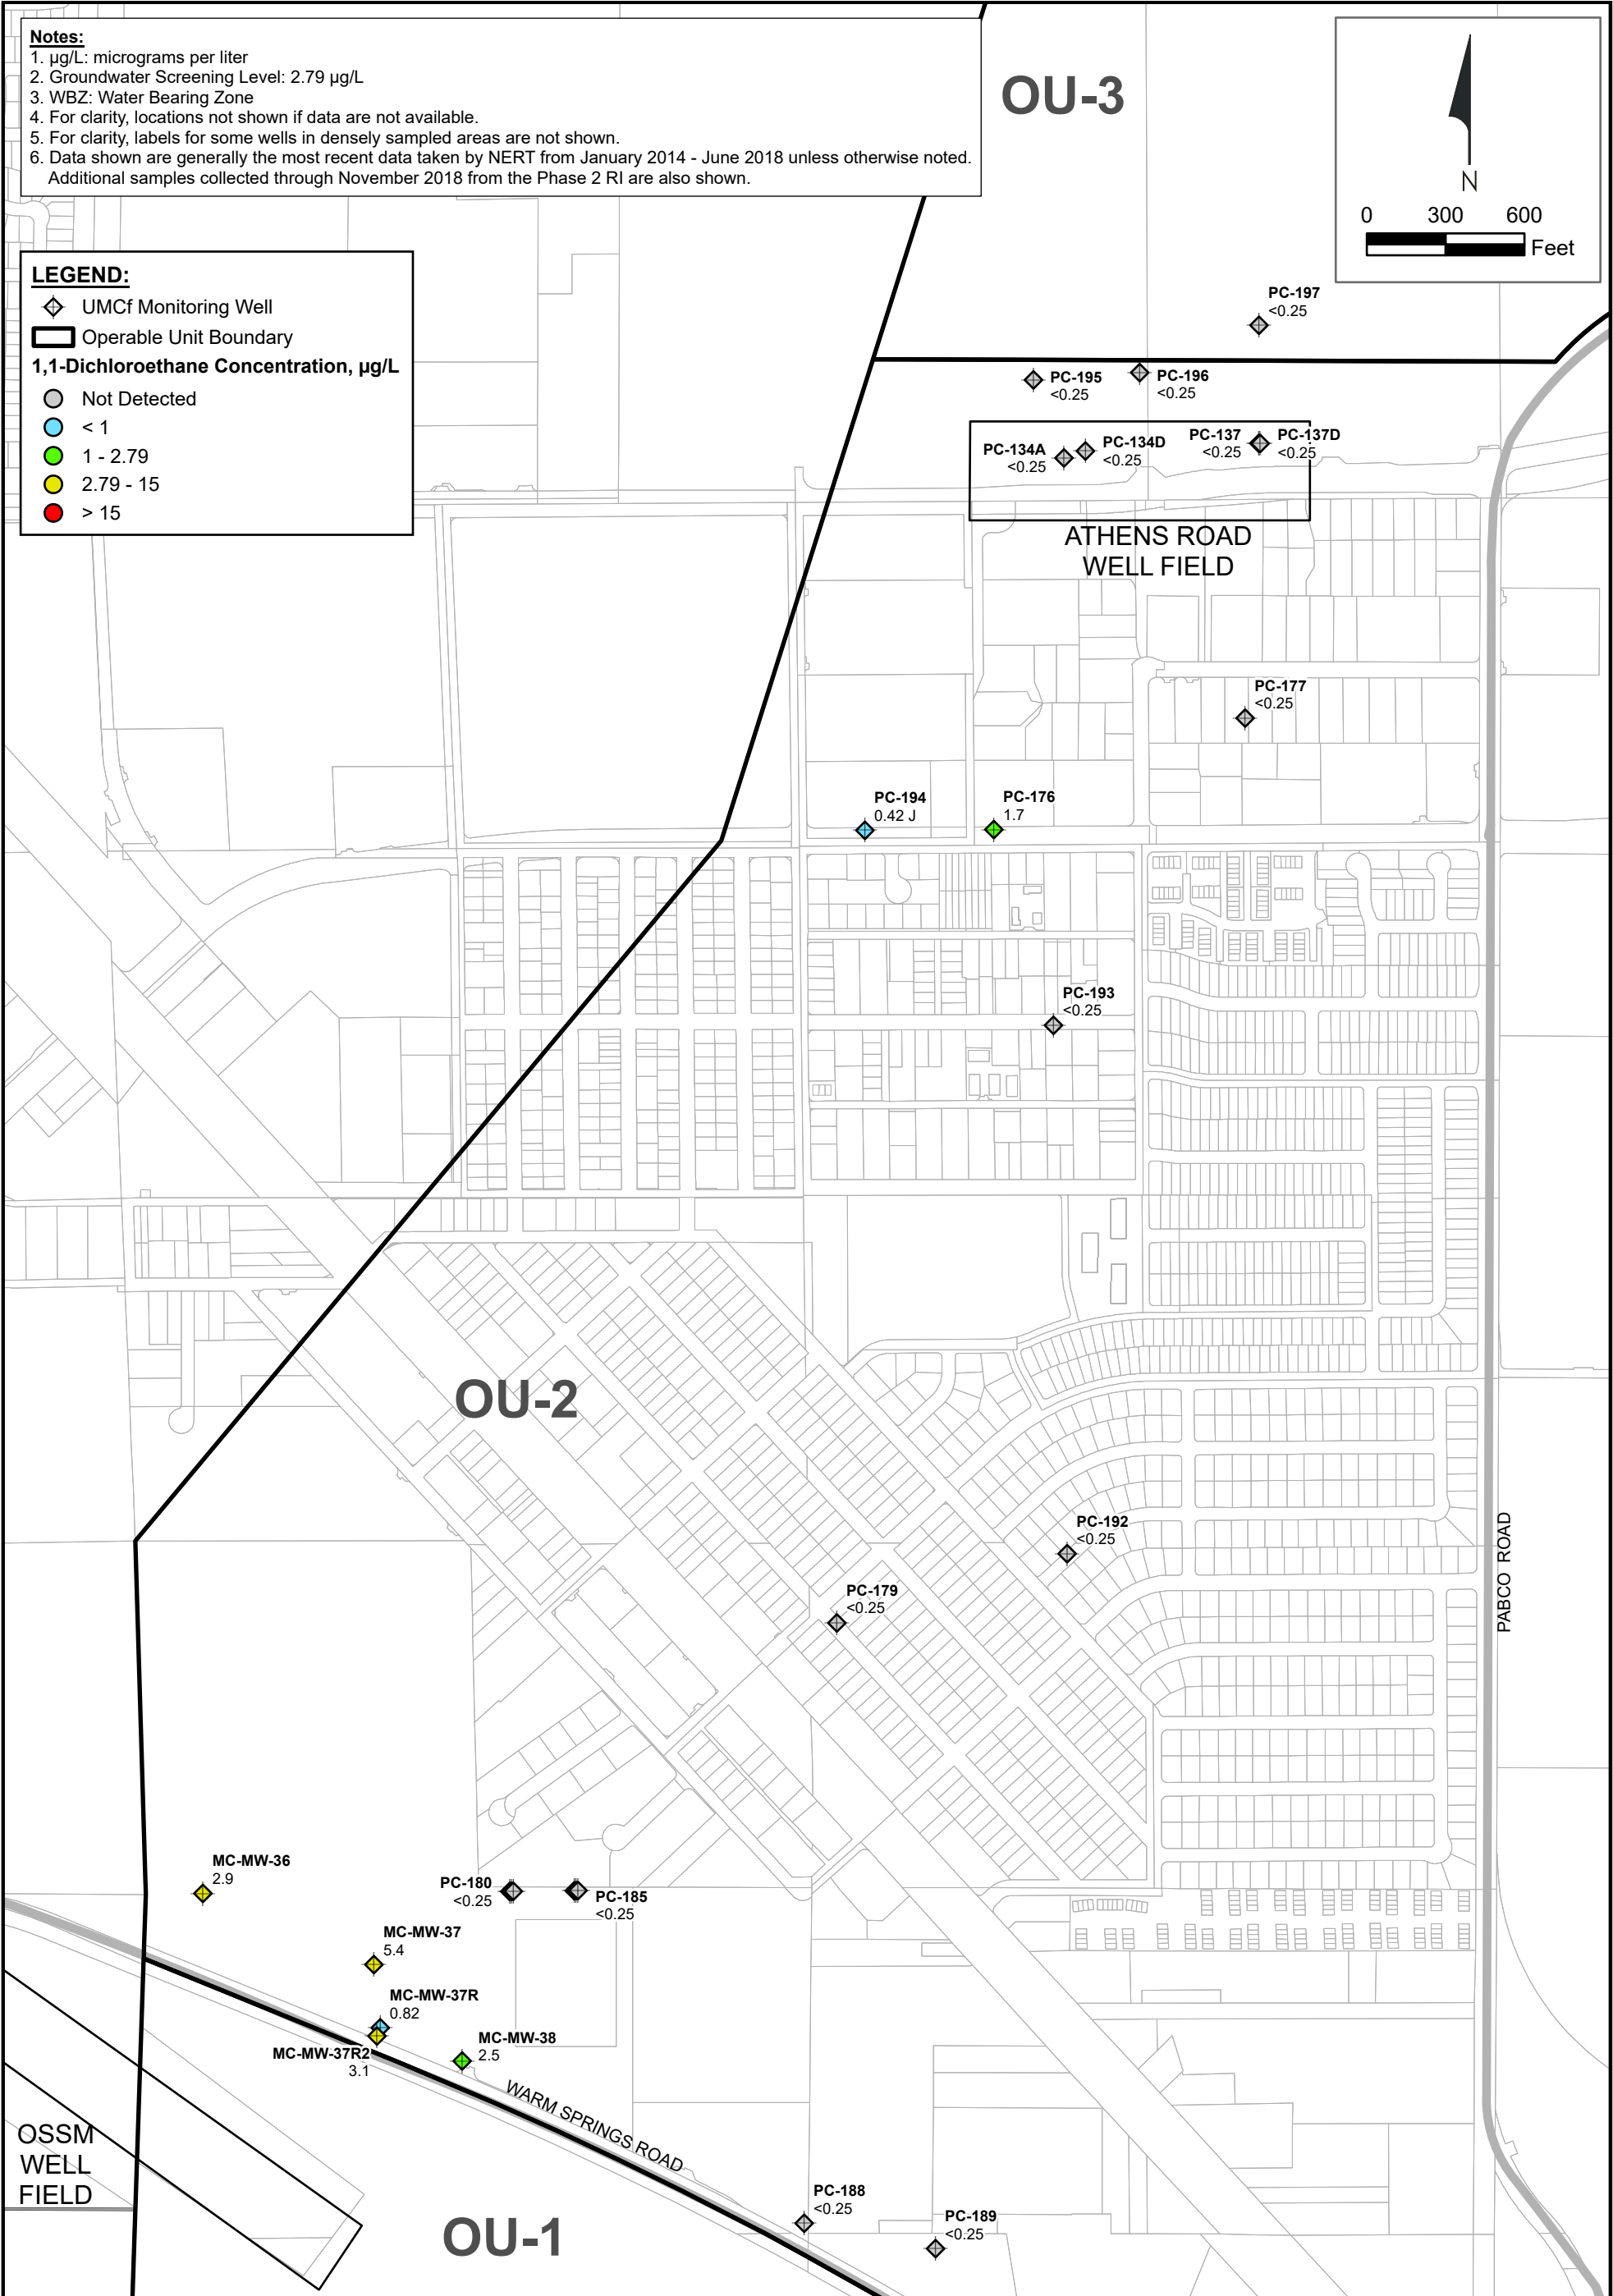 Notes:
1. µg/L: micrograms per liter
2. Groundwater Screening Level: 2.79 µg/L
3. WBZ: Water Bearing Zone
4. For clarity, locations not shown if data are not available.
5. For clarity, labels for some wells in densely sampled areas are not shown.
6. Data shown are generally the most recent data taken by NERT from January 2014 - June 2018 unless otherwise noted.
Additional samples collected through November 2018 from the Phase 2 RI are also shown.
OU-3
N
0 300 600
Feet
LEGEND:
UMCf Monitoring Well
Operable Unit Boundary
1,1-Dichloroethane Concentration, µg/L
Not Detected
< 1
1 - 2.79
2.79 - 15
> 15
PC-197
<0.25
PC-195
<0.25
PC-196
<0.25
PC-134A
<0.25
PC-134D
<0.25
PC-137
<0.25
PC-137D
<0.25
ATHENS ROAD
WELL FIELD
PC-177
<0.25
PC-194
0.42 J
PC-176
1.7
PC-193
<0.25
OU-2
PC-192
<0.25
PC-179
<0.25
PABCO ROAD
MC-MW-36
2.9
PC-180
<0.25
PC-185
<0.25
MC-MW-37
5.4
MC-MW-37R
0.82
MC-MW-37R2
3.1
MC-MW-38
2.5
WARM SPRINGS ROAD
OSSM
WELL
FIELD
PC-188
<0.25
PC-189
<0.25
OU-1